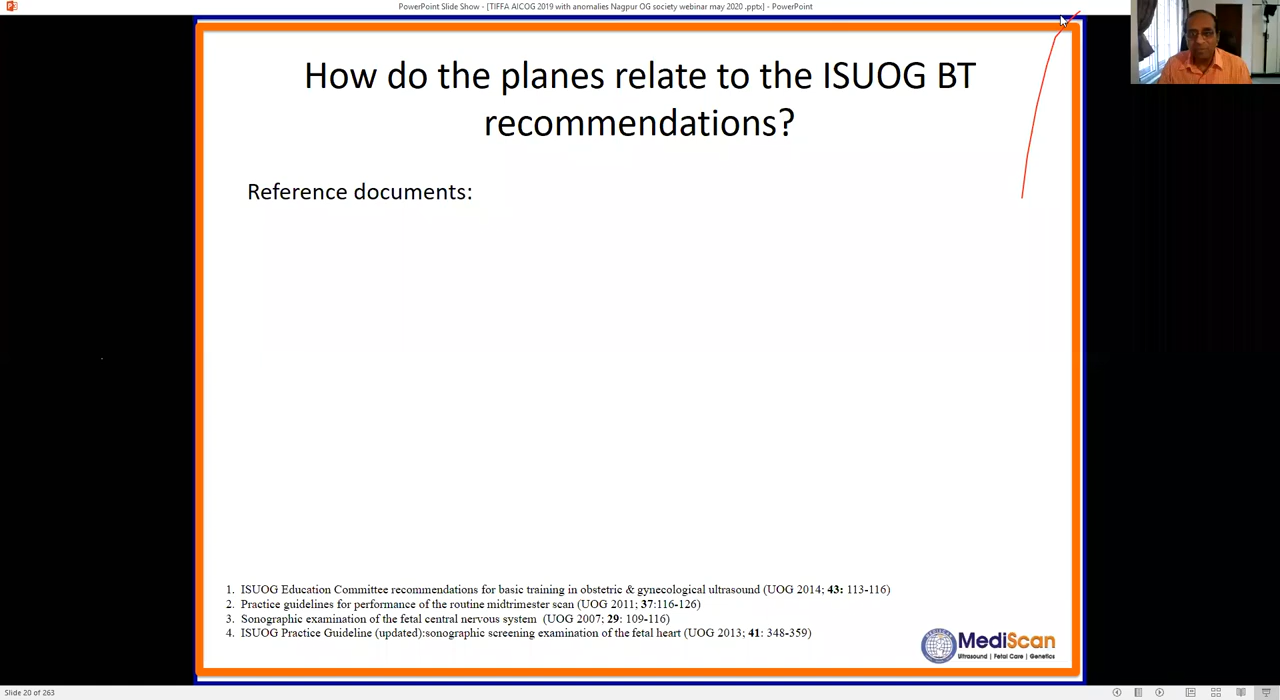 PowerPoint Slide Show - [TIFFA AICOG 2019 with anomalies Nagpur OG society webinar may 2020 .pptx] - PowerPoint
How do the planes relate to the ISUOG BT
recommendations?
Reference documents:
1. ISUOG Education Committee recommendations for basic training in obstetric & gynecological ultrasound (UOG 2014; 43: 113-116)
2. Practice guidelines for performance of the routine midtrimester scan (UOG 2011; 37:116-126)
3. Sonographic examination of the fetal central nervous system (UOG 2007; 29: 109-116)
4. ISUOG Practice Guideline (updated):sonographic screening examination of the fetal heart (UOG 2013; 41: 348-359)
MediScan
Ultrasound | Fetal Care | Genetics
Slide 20 of 263